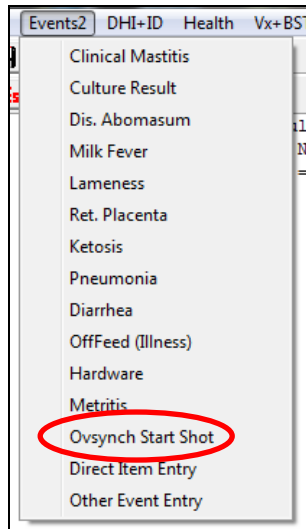 Events2 DHI+ID Health Vx+BST
Clinical Mastitis
Culture Result
Dis. Abomasum
Milk Fever
Lameness
Ret. Placenta
Ketosis
Pneumonia
Diarrhea
OffFeed (Illness)
Hardware
Metritis
Ovsynch Start Shot
Direct Item Entry
Other Event Entry